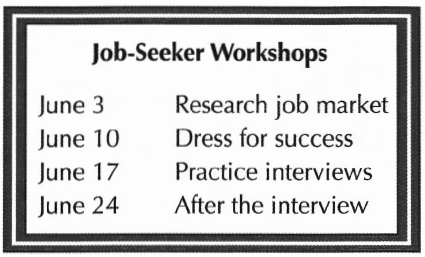 Job-Seeker Workshops
June 3 Research job market
June 10 Dress for success
June 17 Practice interviews
June 24 After the interview